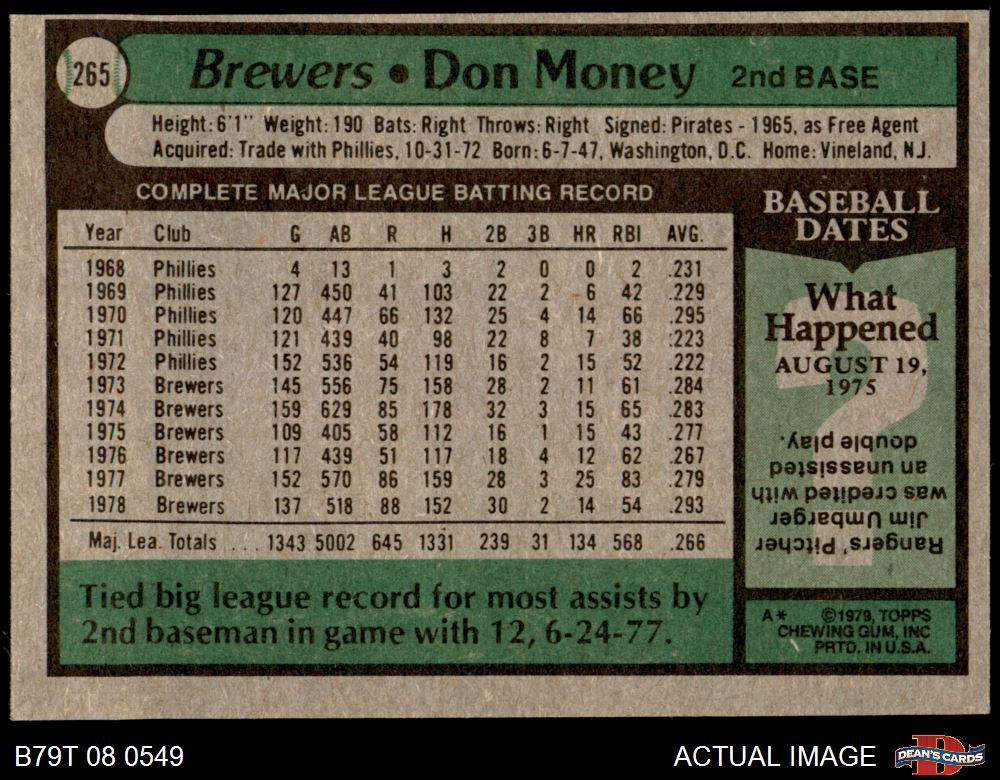 265
Brewers • Don Money 2nd BASE
Height: 6'1" Weight: 190 Bats: Right Throws: Right Signed: Pirates - 1965, as Free Agent
Acquired: Trade with Phillies, 10-31-72 Born: 6-7-47, Washington, D.C. Home: Vineland, N.J.
COMPLETE MAJOR LEAGUE BATTING RECORD
Year Club G AB R H 2B 3B HR RBI AVG.
1968 Phillies 4 13 1 3 2 0 0 2 .231
1969 Phillies 127 450 41 103 22 2 6 42 .229
1970 Phillies 120 447 66 132 25 4 14 66 .295
1971 Phillies 121 439 40 98 22 8 7 38 .223
1972 Phillies 152 536 54 119 16 2 15 52 .222
1973 Brewers 145 556 75 158 28 2 11 61 .284
1974 Brewers 159 629 85 178 32 3 15 65 .283
1975 Brewers 109 405 58 112 16 1 15 43 .277
1976 Brewers 117 439 51 117 18 4 12 62 .267
1977 Brewers 152 570 86 159 28 3 25 83 .279
1978 Brewers 137 518 88 152 30 2 14 54 .293
Maj. Lea. Totals ... 1343 5002 645 1331 239 31 134 568 .266
Tied big league record for most assists by
2nd baseman in game with 12, 6-24-77.
BASEBALL
DATES
What
Happened
AUGUST 19,
1975
Rangers' Pitcher
Jim Umbarger
was credited with
an unassisted
double play.
A* ©1979, TOPPS
CHEWING GUM, INC
PRTD. IN U.S.A.
B79T 08 0549
ACTUAL IMAGE
D
DEAN'S CARDS